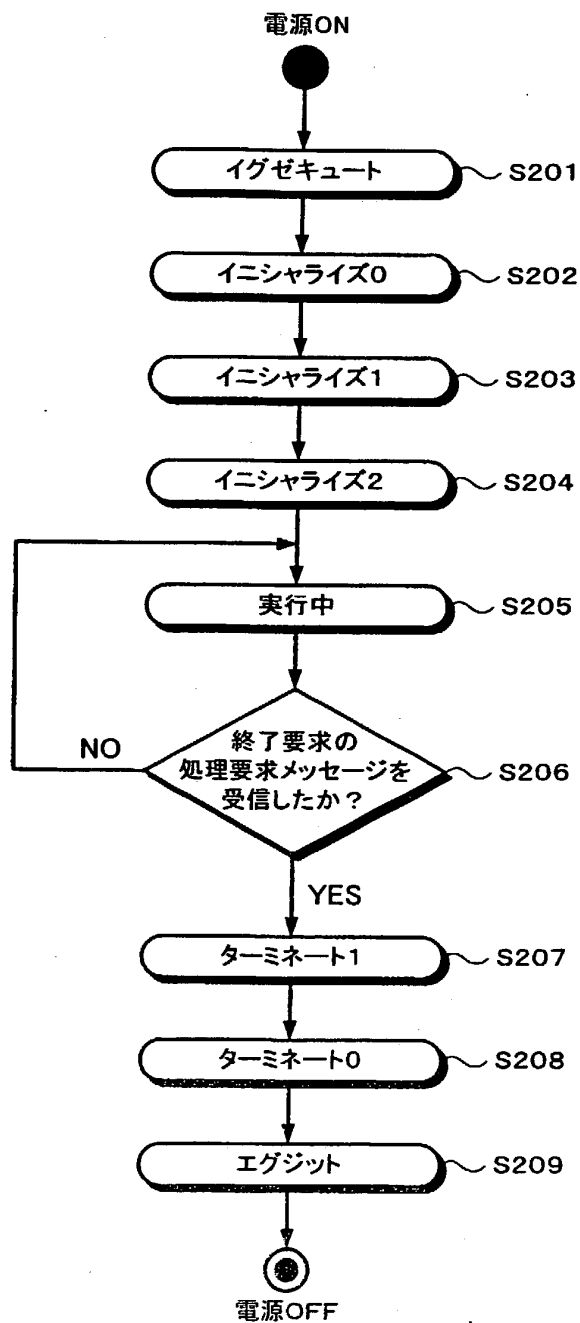 電源ON
イグゼキュート S201
イニシャライズ0 S202
イニシャライズ1 S203
イニシャライズ2 S204
実行中 S205
終了要求の
処理要求メッセージを
受信したか?
S206
NO
YES
ターミネート1 S207
ターミネート0 S208
エグジット S209
電源OFF